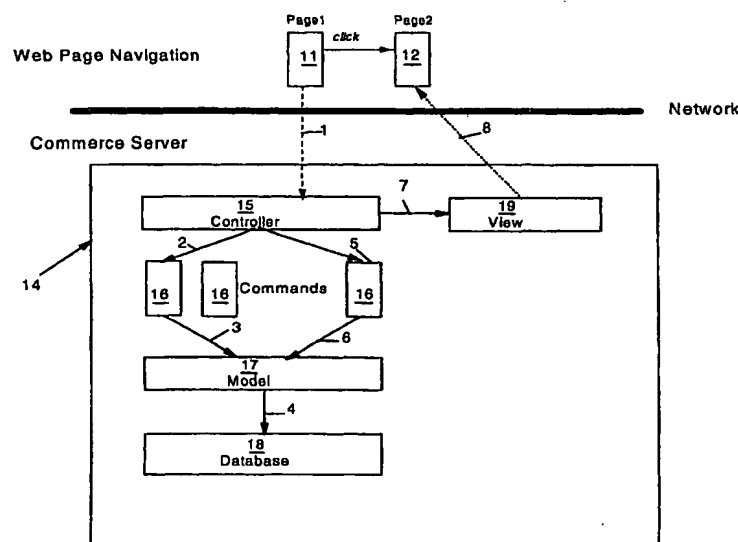 Page1
Page2
Web Page Navigation
click
11
12
Network
1
8
Commerce Server
7
15
Controller
19
View
2
5
14
16
16
Commands
16
3
6
17
Model
4
18
Database